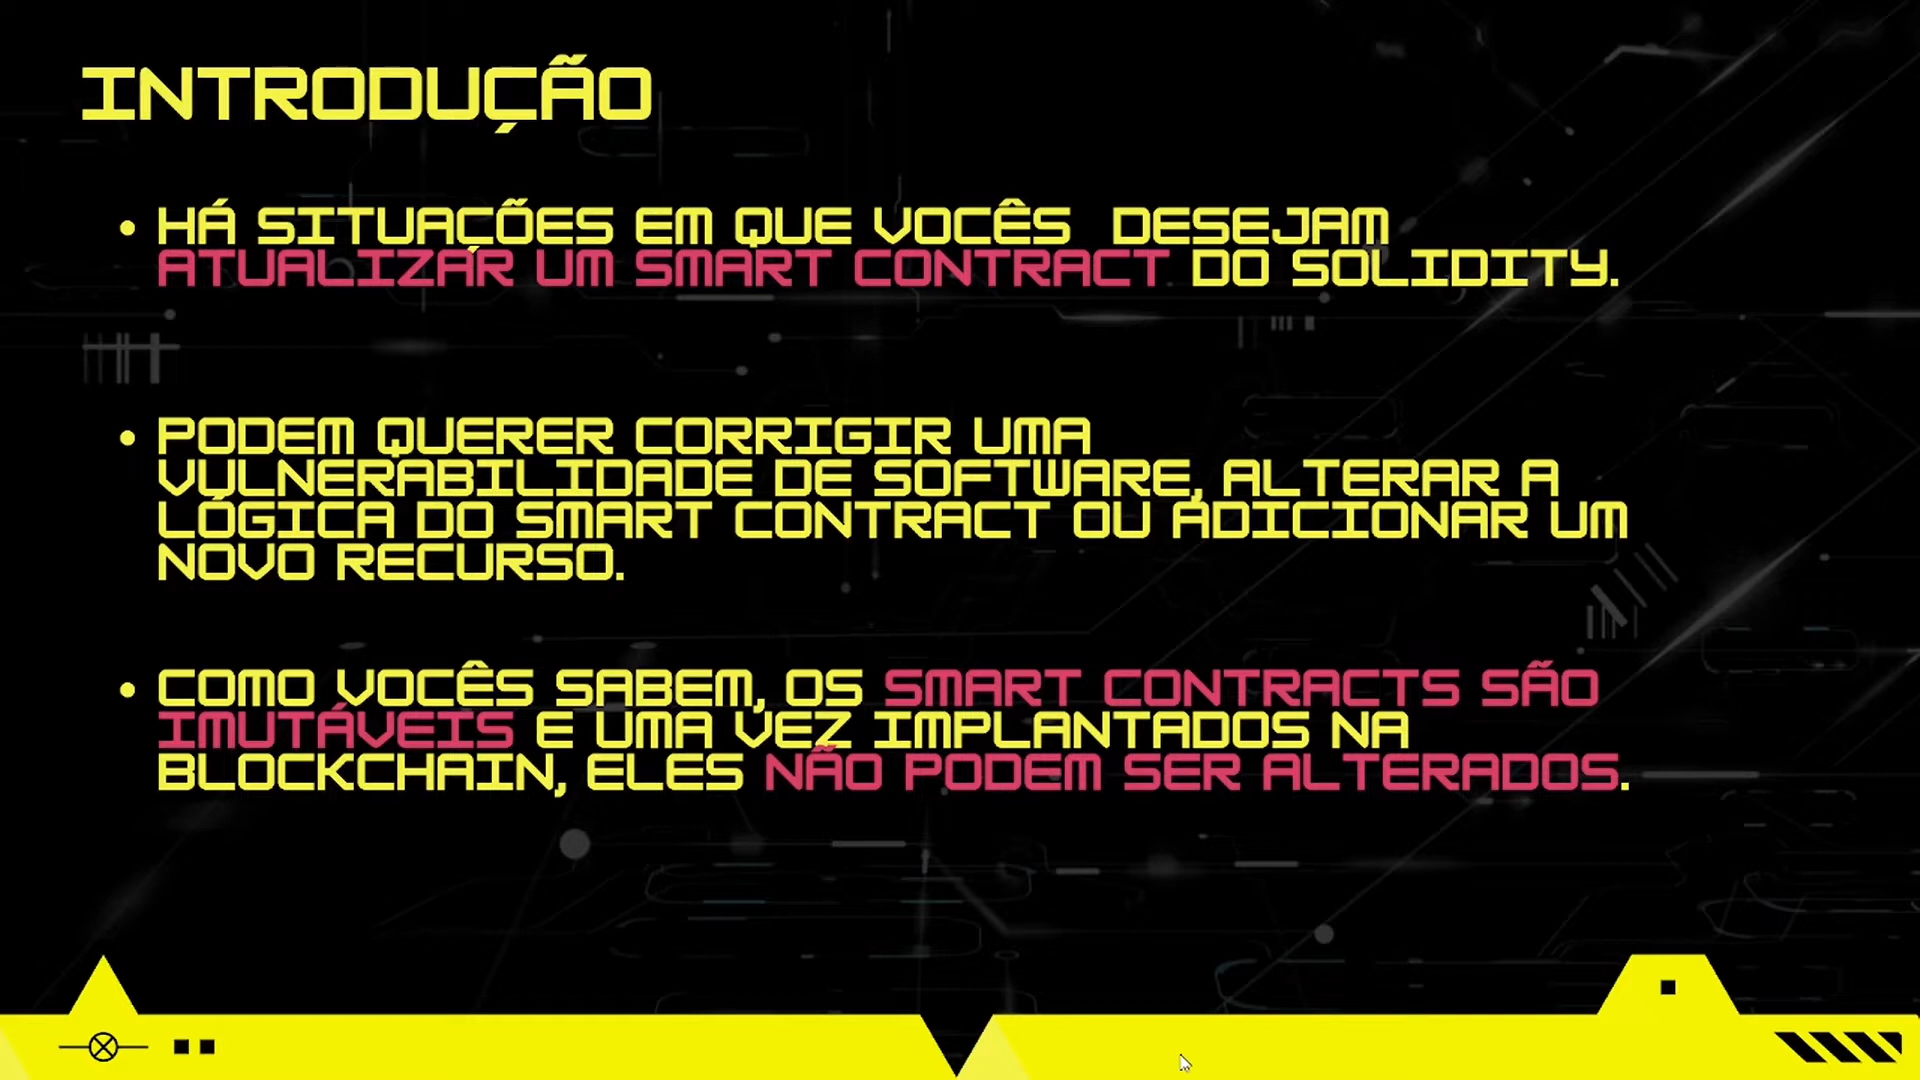 INTRODUÇÃO
• HÁ SITUAÇÕES EM QUE VOCÊS DESEJAM
ATUALIZAR UM SMART CONTRACT DO SOLIDITY.
• PODEM QUERER CORRIGIR UMA
VULNERABILIDADE DE SOFTWARE, ALTERAR A
LÓGICA DO SMART CONTRACT OU ADICIONAR UM
NOVO RECURSO.
• COMO VOCÊS SABEM, OS SMART CONTRACTS SÃO
IMUTÁVEIS E UMA VEZ IMPLANTADOS NA
BLOCKCHAIN, ELES NÃO PODEM SER ALTERADOS.